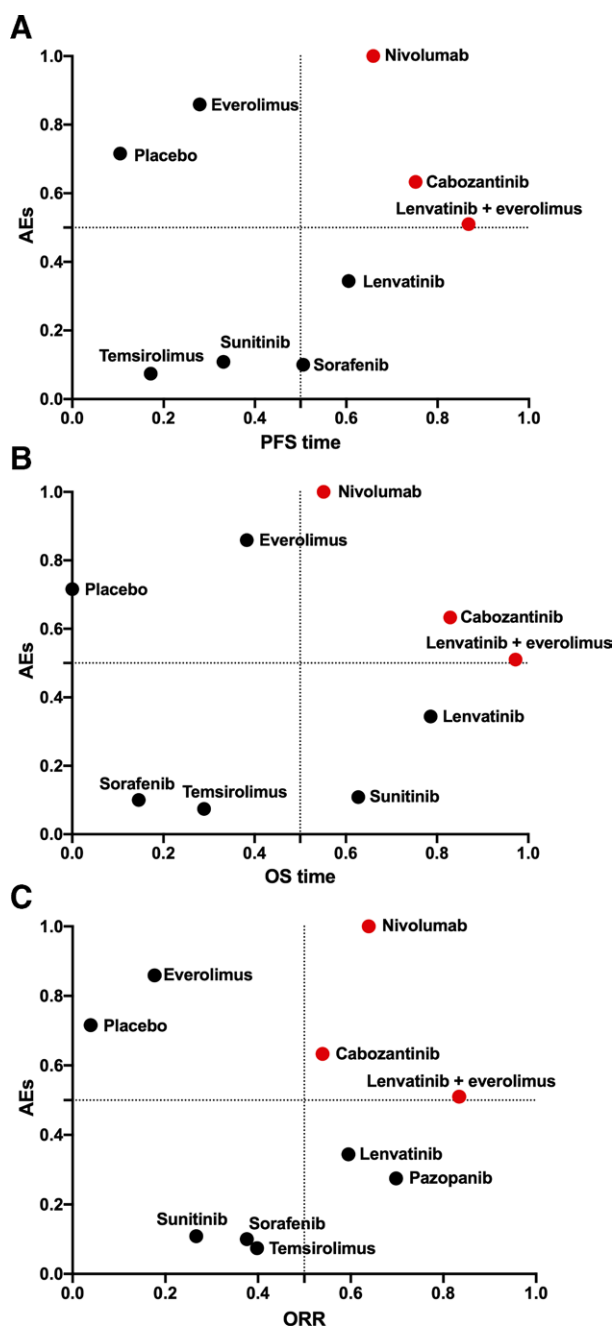 A
1.0
Nivolumab
Everolimus
0.8
Placebo
Cabozantinib
0.6
Lenvatinib + everolimus
AEs
0.4
Lenvatinib
0.2
Sunitinib
Temsirolimus
Sorafenib
0.0
0.0 0.2 0.4 0.6 0.8 1.0
PFS time
B
1.0
Nivolumab
Everolimus
0.8
Placebo
Cabozantinib
0.6
Lenvatinib + everolimus
AEs
0.4
Lenvatinib
0.2
Sorafenib
Temsirolimus
Sunitinib
0.0
0.0 0.2 0.4 0.6 0.8 1.0
OS time
C
1.0
Nivolumab
Everolimus
0.8
Placebo
Cabozantinib
0.6
Lenvatinib + everolimus
AEs
0.4
Lenvatinib
Pazopanib
0.2
Sunitinib
Sorafenib
Temsirolimus
0.0
0.0 0.2 0.4 0.6 0.8 1.0
ORR